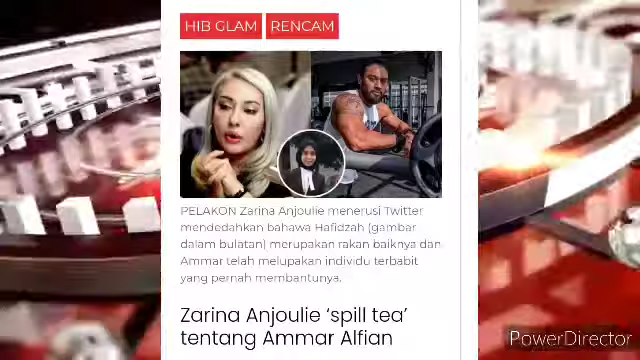 HIB GLAM RENCAM
PELAKON Zarina Anjoulie menerusi Twitter
mendedahkan bahawa Hafidzah (gambar
dalam bulatan) merupakan rakan baiknya dan
Ammar telah melupakan individu terbabit
yang pernah membantunya.
Zarina Anjoulie ‘spill tea’
tentang Ammar Alfian
PowerDirector